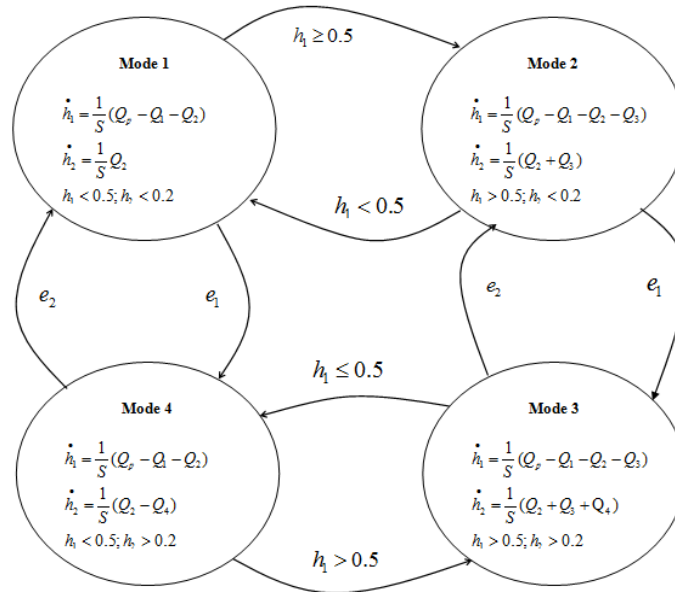 h₁ ≥ 0.5
Mode 1
ḣ₁ = 1/S (Qₚ − Q₁ − Q₂)
ḣ₂ = 1/S Q₂
h₁ < 0.5; h₂ < 0.2
Mode 2
ḣ₁ = 1/S (Qₚ − Q₁ − Q₂ − Q₃)
ḣ₂ = 1/S (Q₂ + Q₃)
h₁ > 0.5; h₂ < 0.2
h₁ < 0.5
e₂
e₁
e₂
e₁
h₁ ≤ 0.5
Mode 4
ḣ₁ = 1/S (Qₚ − Q₁ − Q₂)
ḣ₂ = 1/S (Q₂ − Q₄)
h₁ < 0.5; h₂ > 0.2
Mode 3
ḣ₁ = 1/S (Qₚ − Q₁ − Q₂ − Q₃)
ḣ₂ = 1/S (Q₂ + Q₃ + Q₄)
h₁ > 0.5; h₂ > 0.2
h₁ > 0.5